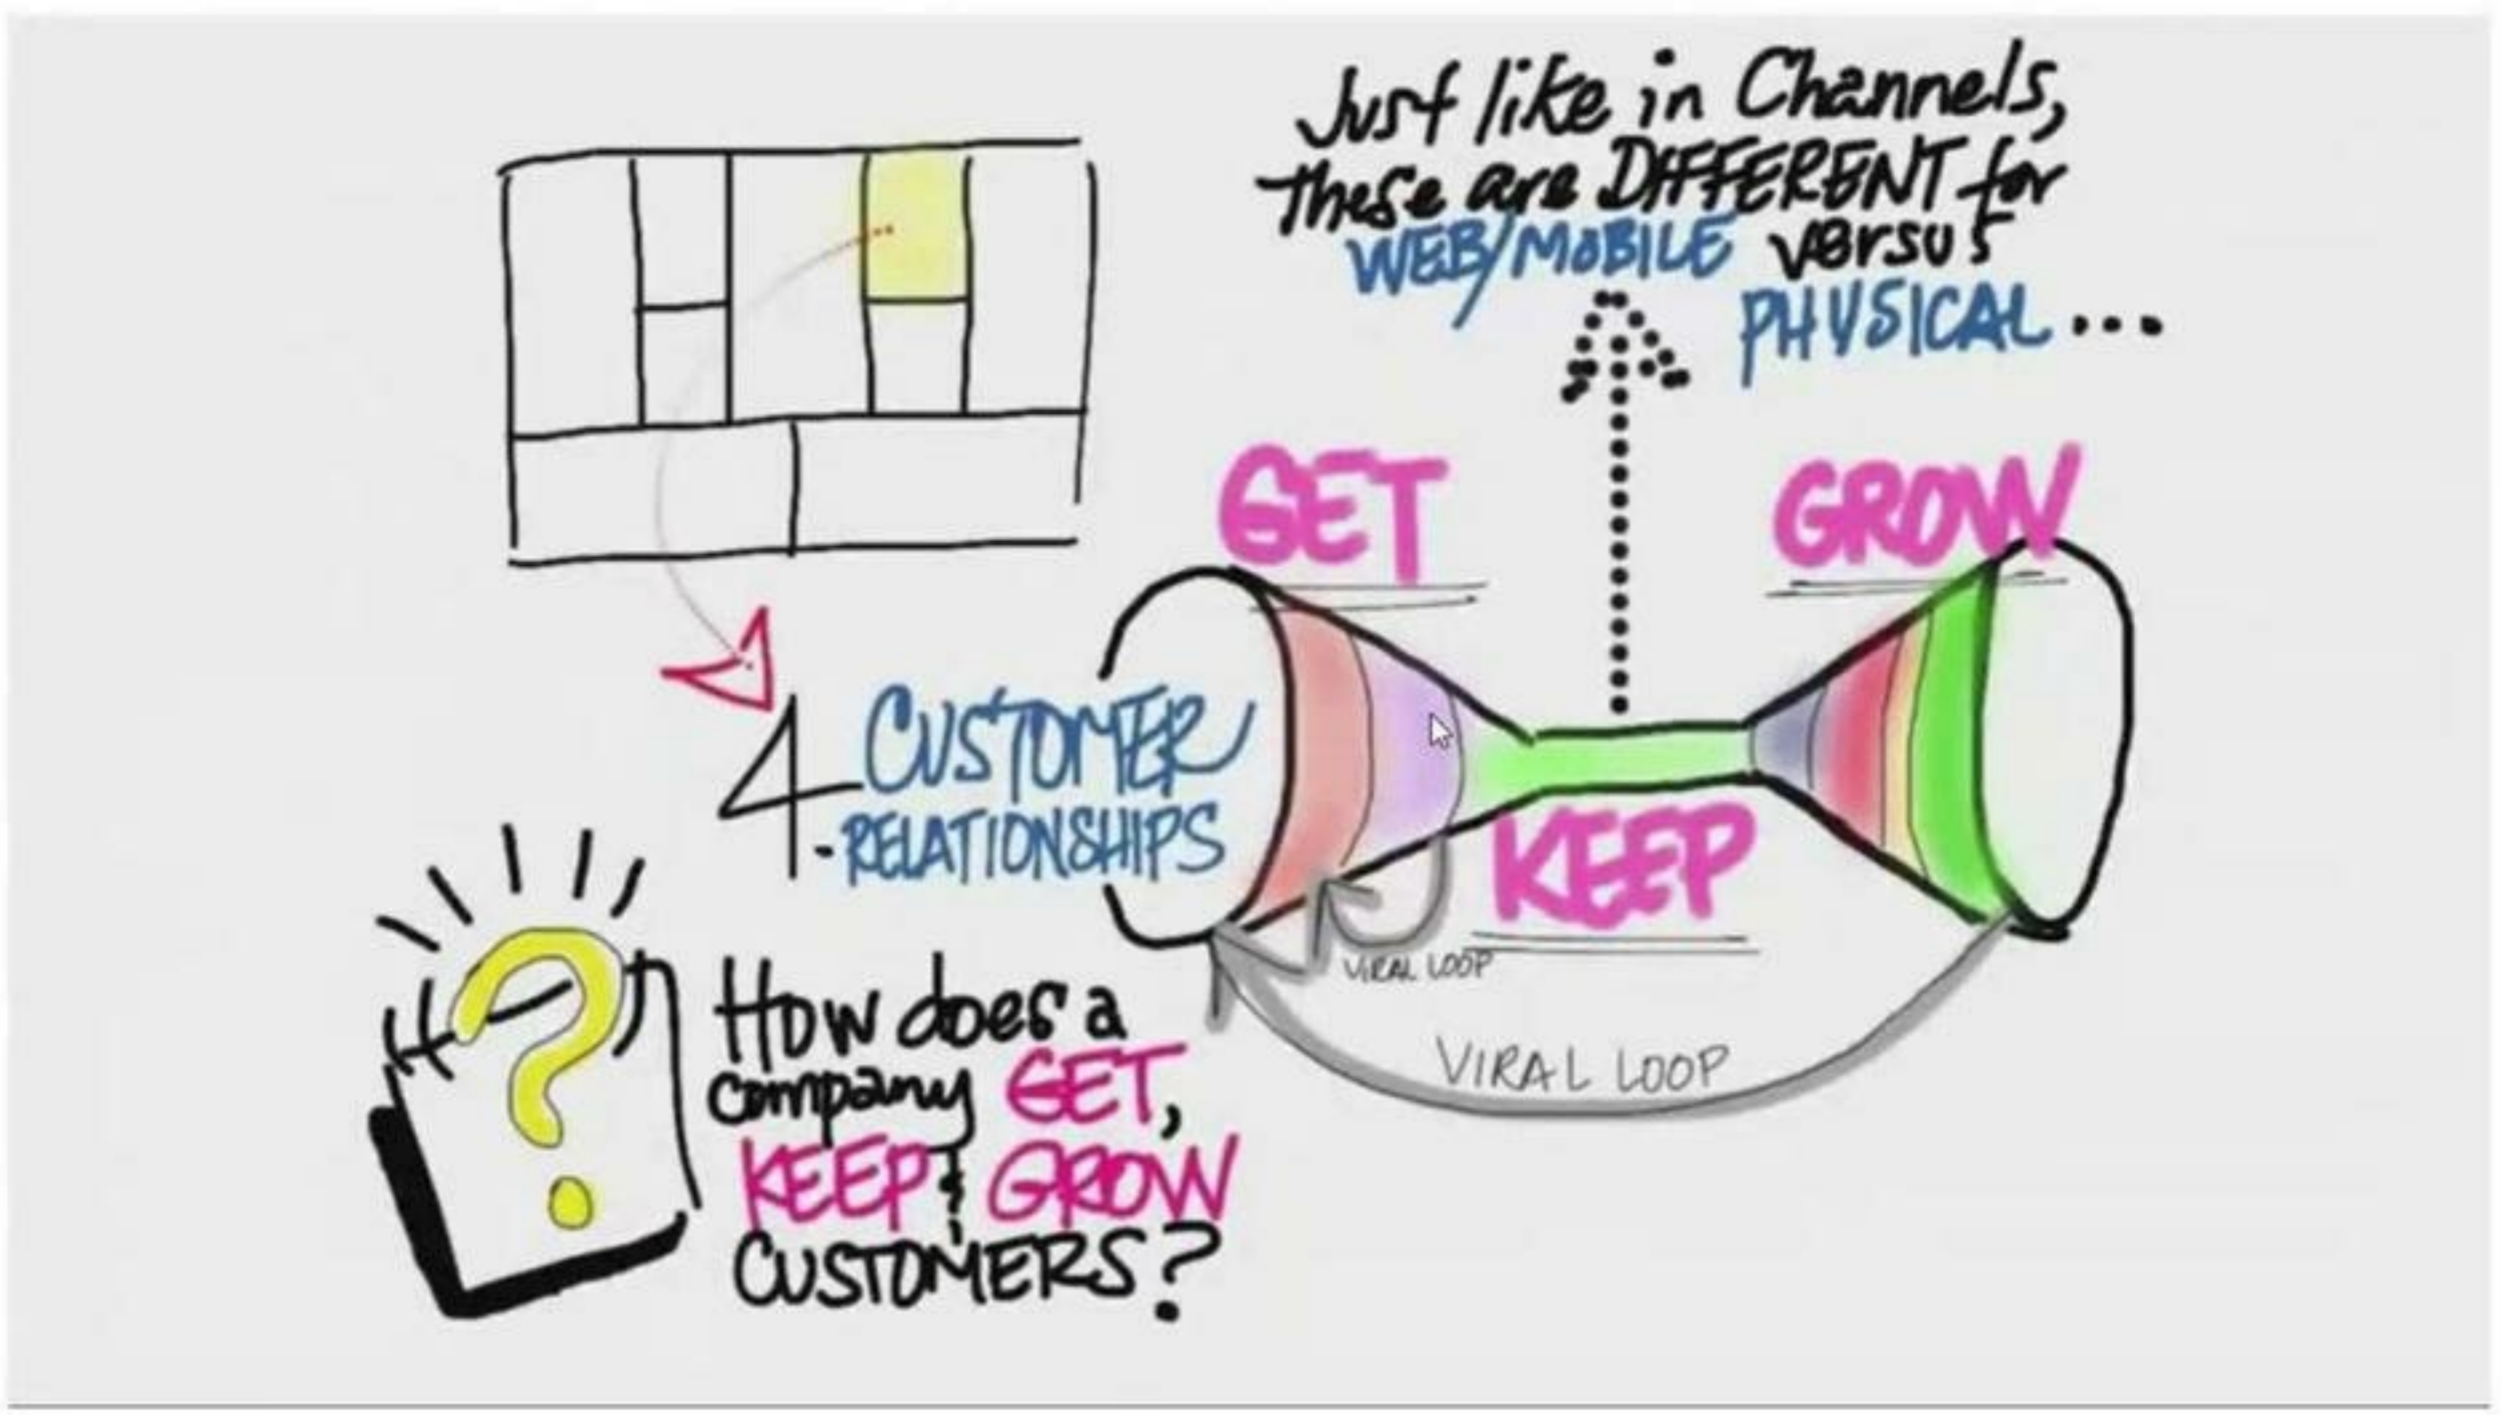 Just like in Channels,
these are DIFFERENT for
WEB/MOBILE versus
PHYSICAL...
GET
GROW
4 CUSTOMER
-RELATIONSHIPS
KEEP
VIRAL LOOP
VIRAL LOOP
How does a
company GET,
KEEP & GROW
CUSTOMERS?
?